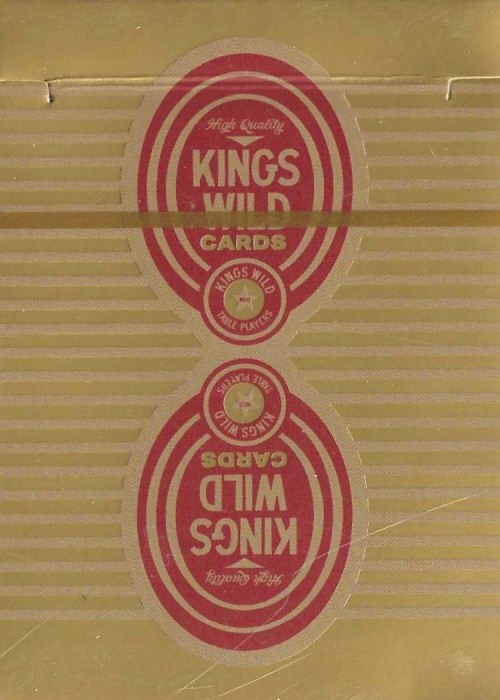 High Quality
KINGS
WILD
CARDS
KINGS WILD
TABLE PLAYERS
TABLE PLAYERS
KINGS WILD
CARDS
WILD
KINGS
High Quality